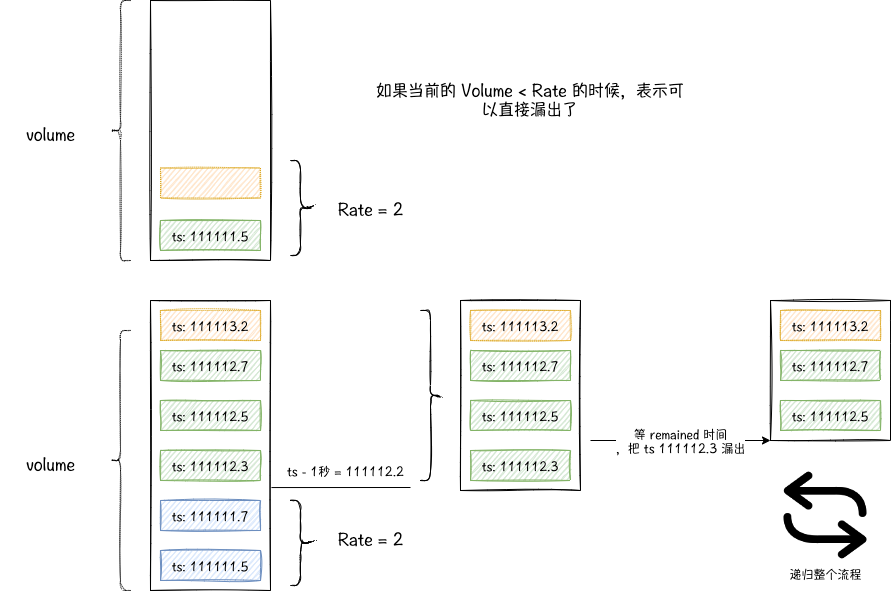 如果当前的 Volume < Rate 的时候，表示可
以直接漏出了
volume
Rate = 2
ts: 111111.5
ts: 111113.2
ts: 111112.7
ts: 111112.5
ts: 111112.3
ts: 111111.7
ts: 111111.5
volume
ts - 1秒 = 111112.2
Rate = 2
ts: 111113.2
ts: 111112.7
ts: 111112.5
ts: 111112.3
等 remained 时间
，把 ts 111112.3 漏出
ts: 111113.2
ts: 111112.7
ts: 111112.5
递归整个流程